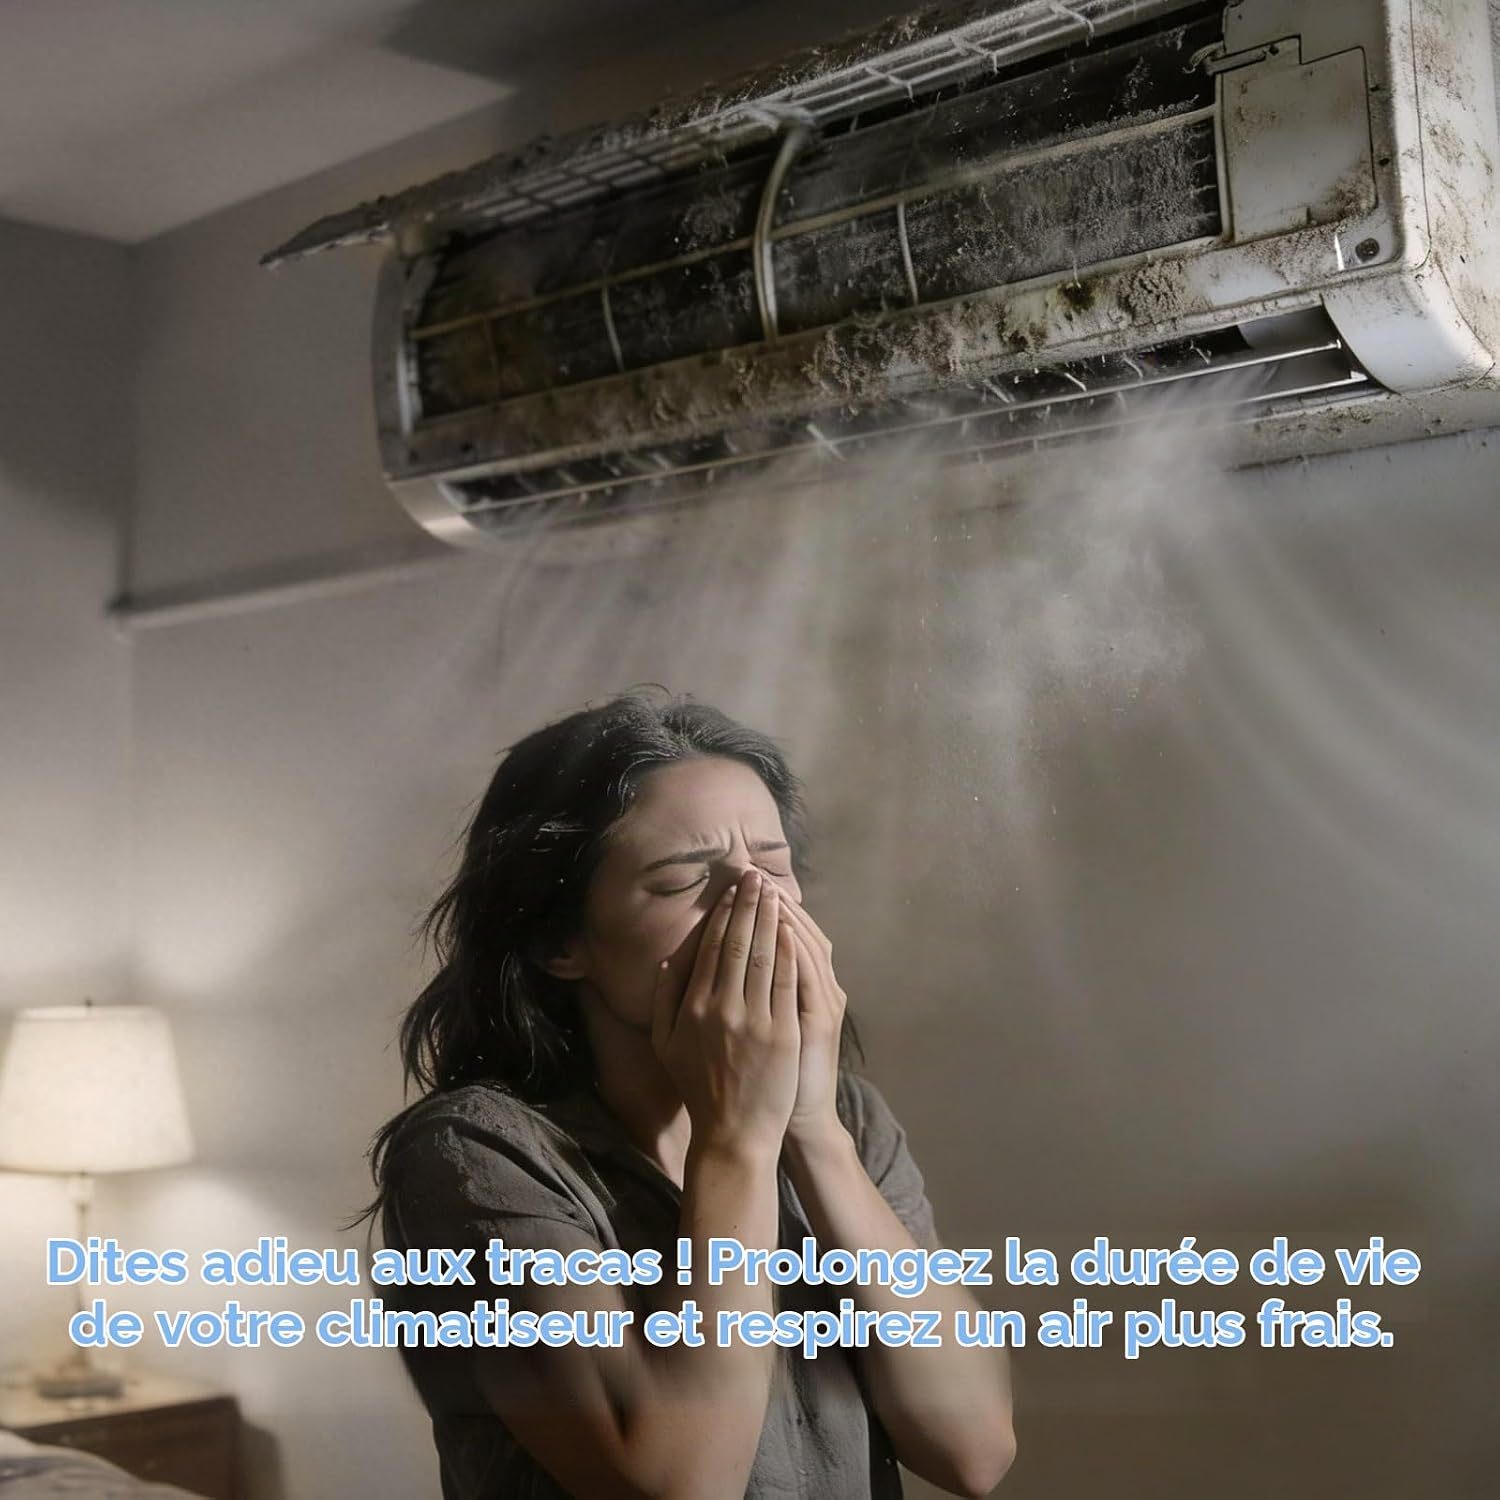 Dites adieu aux tracas ! Prolongez la durée de vie
de votre climatiseur et respirez un air plus frais.